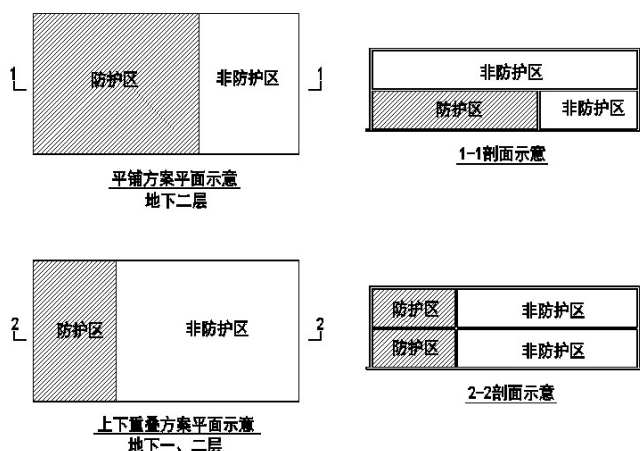 1
防护区
非防护区
1
平铺方案平面示意
地下二层
非防护区
防护区
非防护区
1-1剖面示意
2
防护区
非防护区
2
上下重叠方案平面示意
地下一、二层
防护区
非防护区
防护区
非防护区
2-2剖面示意